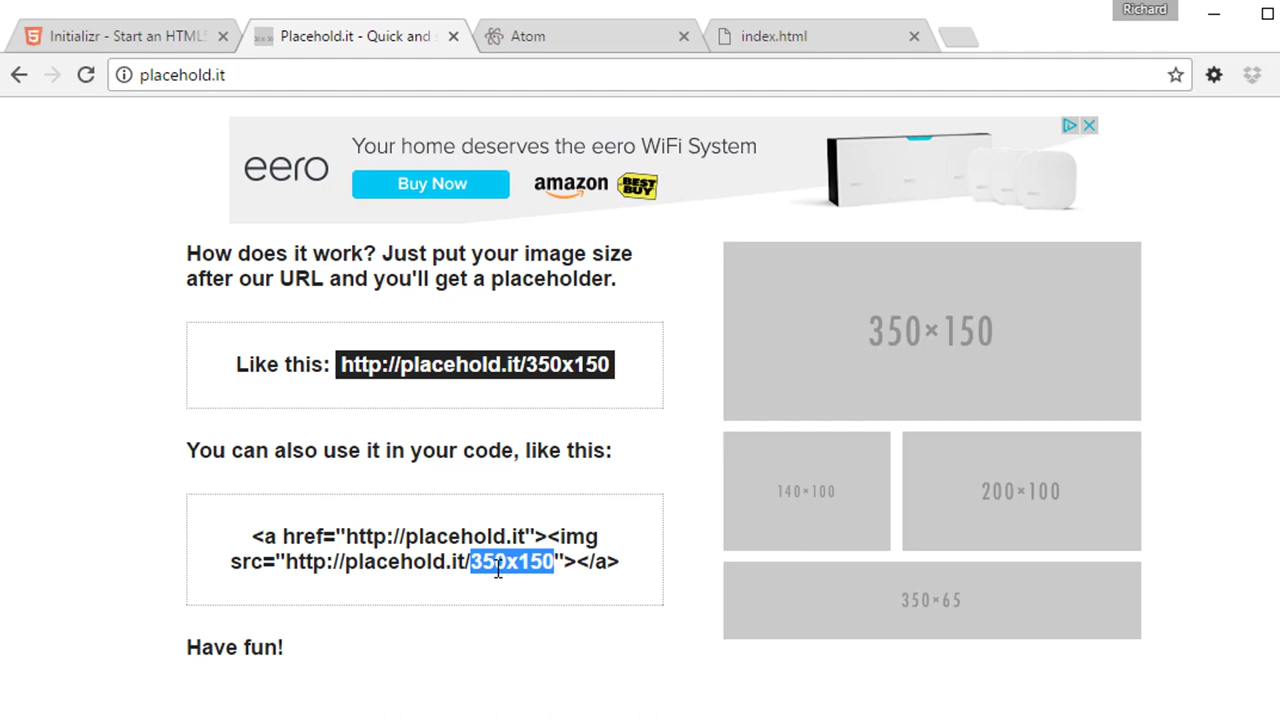 Richard
Initializr - Start an HTML5
Placehold.it - Quick and
Atom
index.html
placehold.it
eero
Your home deserves the eero WiFi System
Buy Now
amazon
BEST BUY
How does it work? Just put your image size
after our URL and you'll get a placeholder.
Like this: http://placehold.it/350x150
You can also use it in your code, like this:
<a href="http://placehold.it"><img
src="http://placehold.it/350x150"></a>
Have fun!
350×150
140×100
200×100
350×65